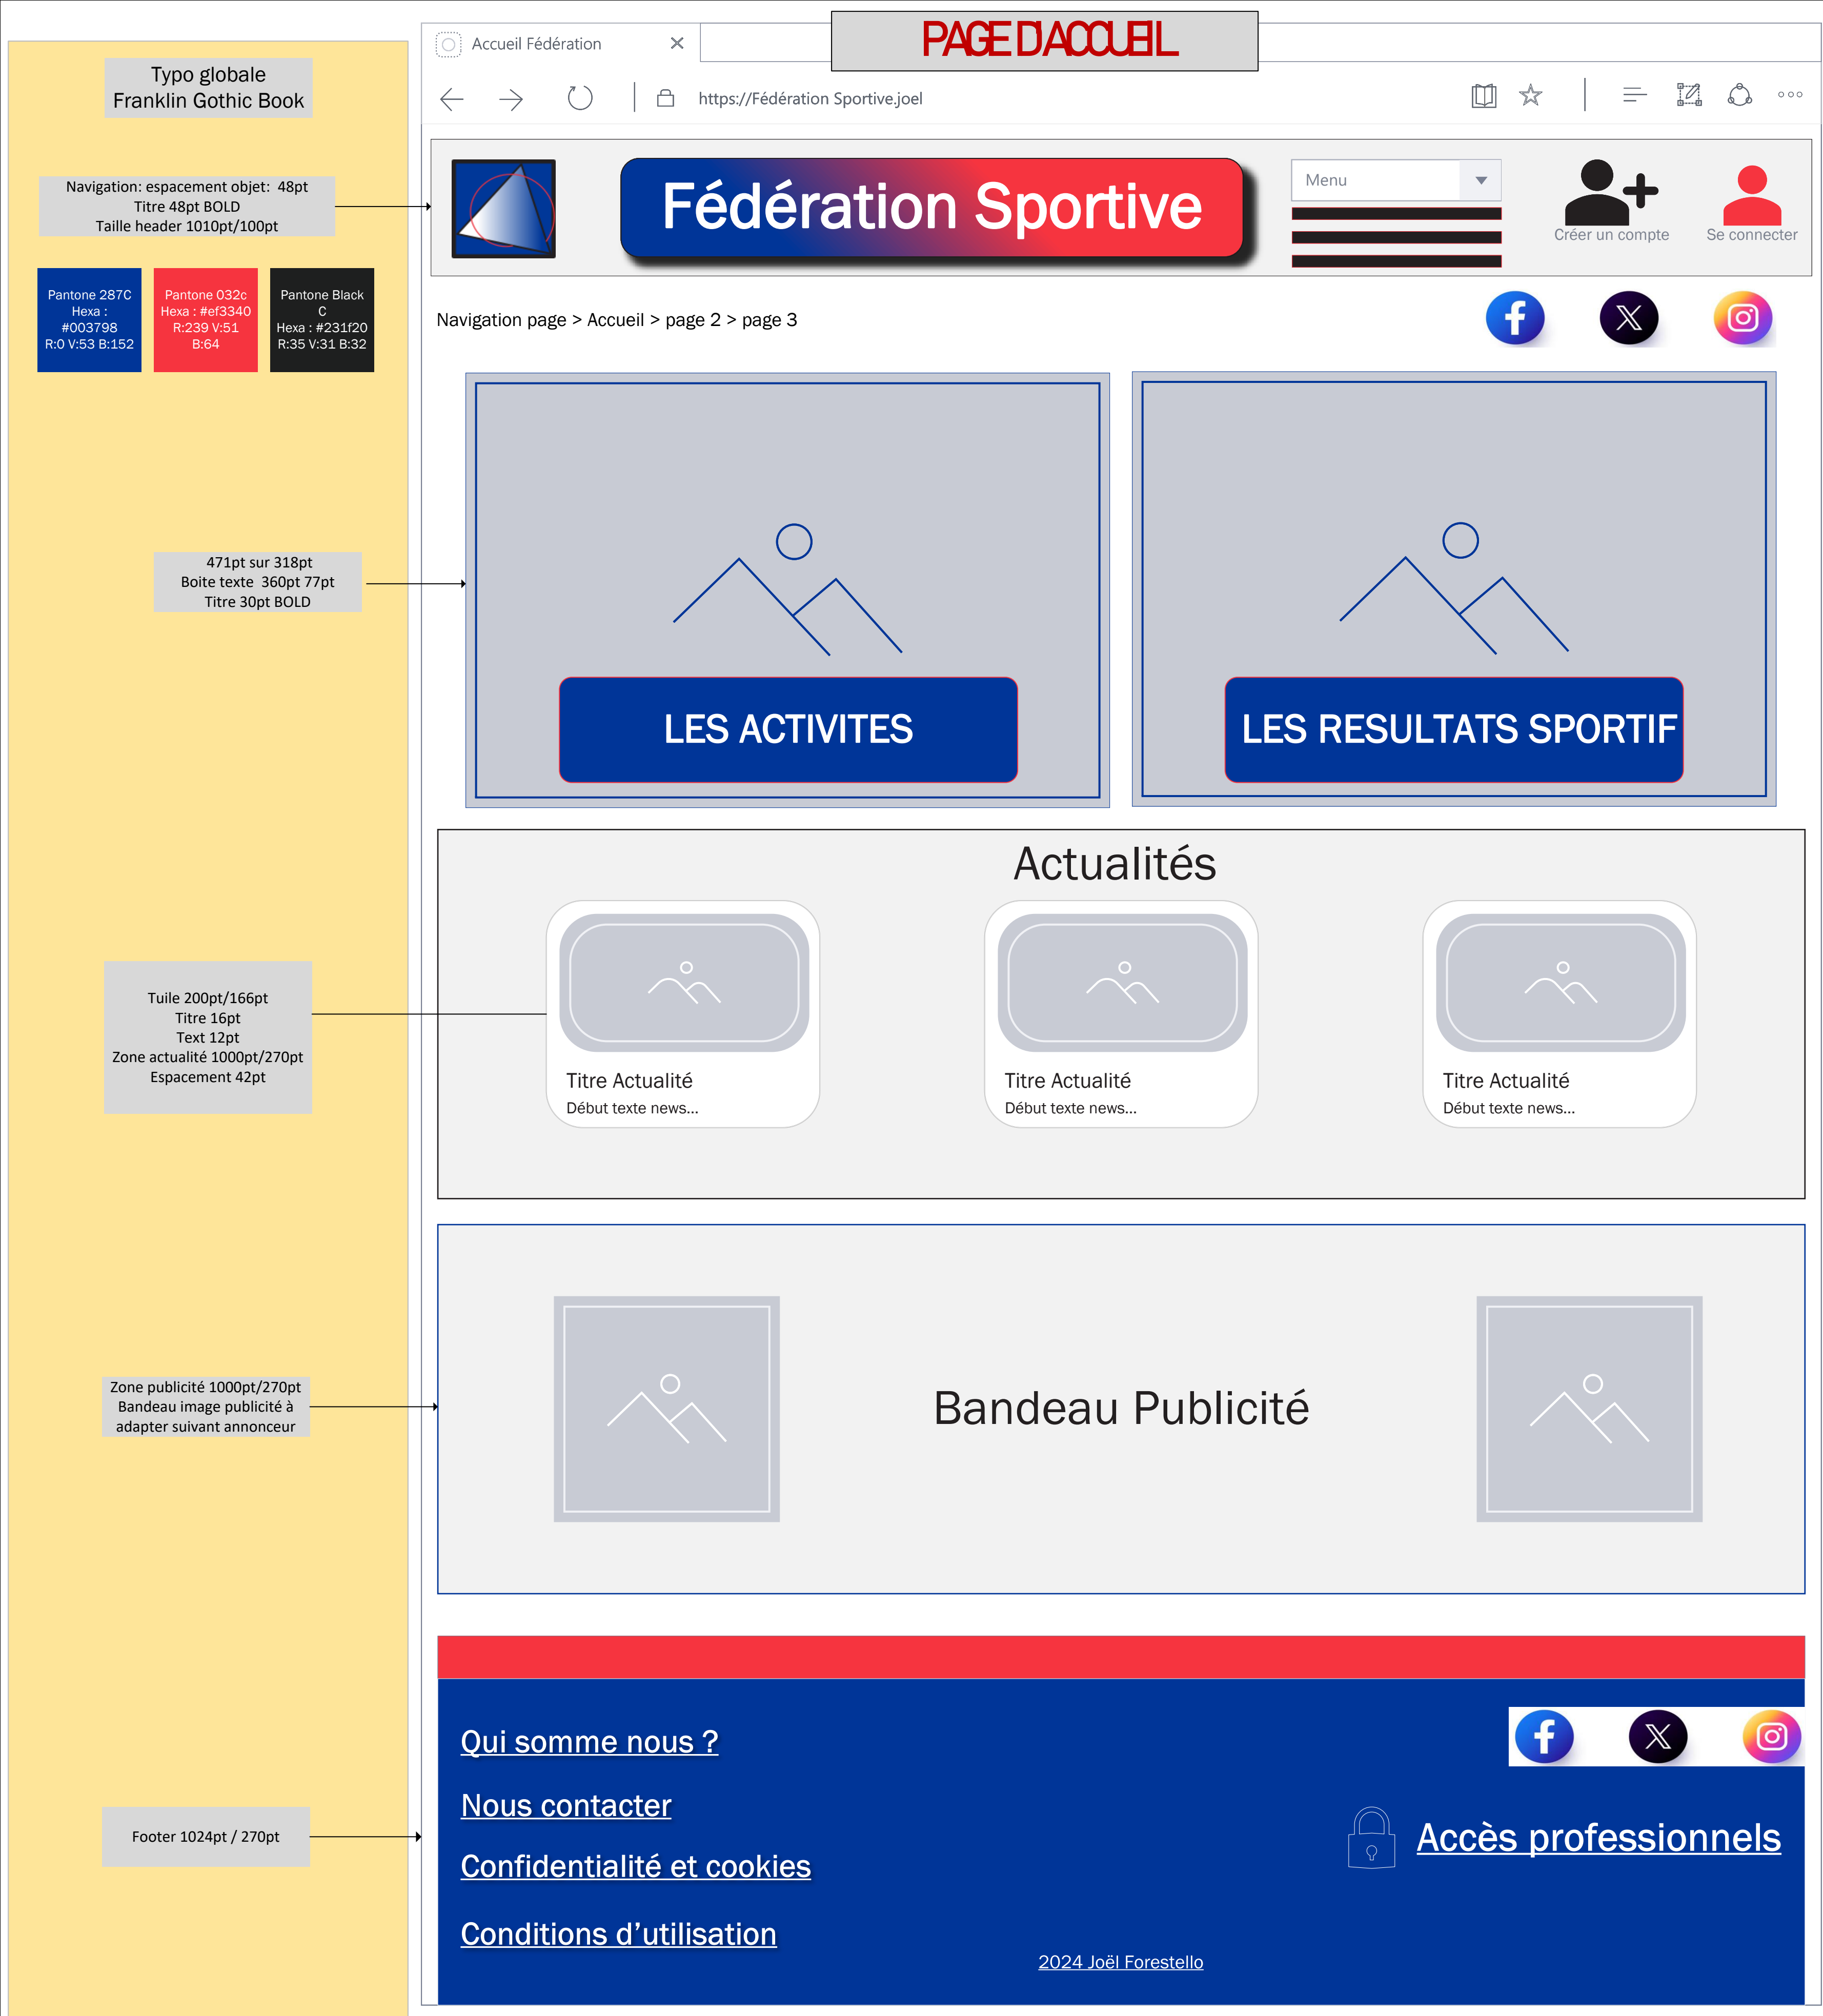 PAGE D'ACCUEIL
Accueil Fédération
https://Fédération Sportive.joel
Typo globale
Franklin Gothic Book
Navigation: espacement objet:  48pt
Titre 48pt BOLD
Taille header 1010pt/100pt
Pantone 287C
Hexa :
#003798
R:0 V:53 B:152
Pantone 032c
Hexa : #ef3340
R:239 V:51
B:64
Pantone Black
C
Hexa : #231f20
R:35 V:31 B:32
Fédération Sportive
Menu
Créer un compte
Se connecter
Navigation page > Accueil > page 2 > page 3
471pt sur 318pt
Boite texte  360pt 77pt
Titre 30pt BOLD
LES ACTIVITES
LES RESULTATS SPORTIF
Actualités
Tuile 200pt/166pt
Titre 16pt
Text 12pt
Zone actualité 1000pt/270pt
Espacement 42pt
Titre Actualité
Début texte news...
Titre Actualité
Début texte news...
Titre Actualité
Début texte news...
Zone publicité 1000pt/270pt
Bandeau image publicité à
adapter suivant annonceur
Bandeau Publicité
Footer 1024pt / 270pt
Qui somme nous ?
Nous contacter
Confidentialité et cookies
Conditions d'utilisation
Accès professionnels
2024 Joël Forestello